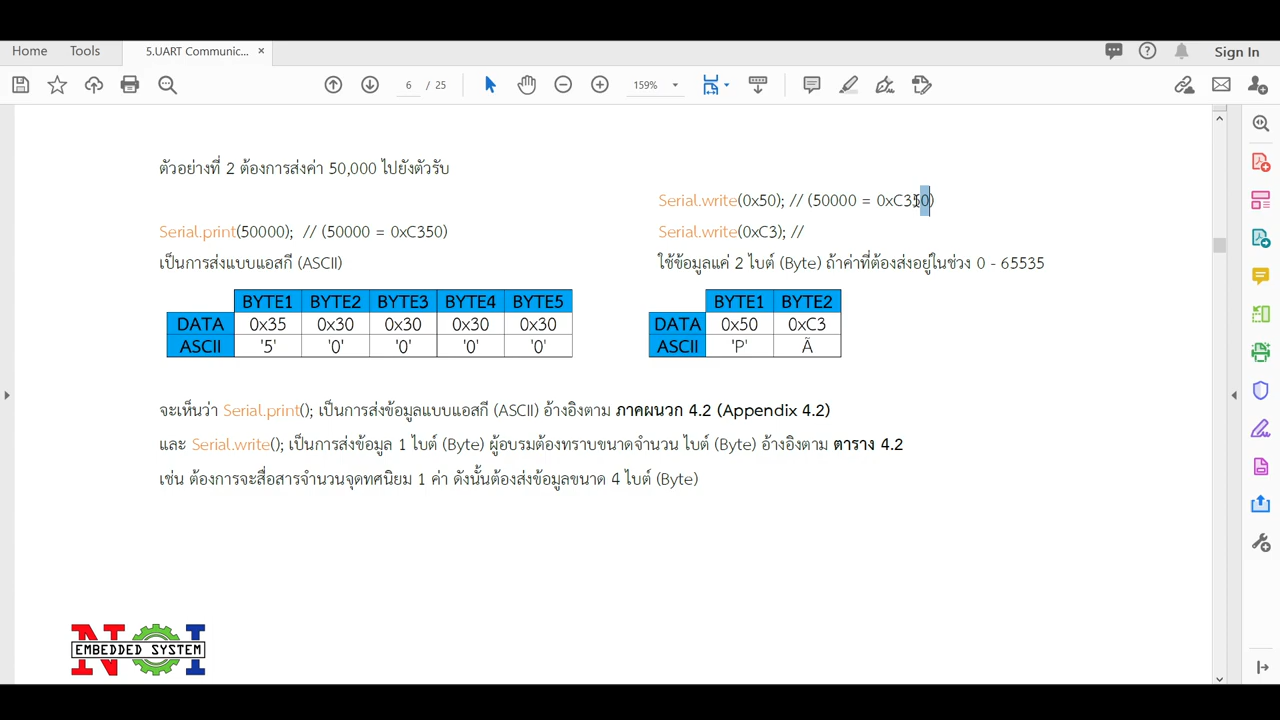 Home Tools 5.UART Communic... × Sign In
6 / 25 159%
ตัวอย่างที่ 2 ต้องการส่งค่า 50,000 ไปยังตัวรับ
Serial.print(50000); // (50000 = 0xC350)
เป็นการส่งแบบแอสกี (ASCII)
BYTE1 BYTE2 BYTE3 BYTE4 BYTE5
DATA 0x35 0x30 0x30 0x30 0x30
ASCII '5' '0' '0' '0' '0'
Serial.write(0x50); // (50000 = 0xC350)
Serial.write(0xC3); //
ใช้ข้อมูลแค่ 2 ไบต์ (Byte) ถ้าค่าที่ต้องส่งอยู่ในช่วง 0 - 65535
BYTE1 BYTE2
DATA 0x50 0xC3
ASCII 'P' Ã
จะเห็นว่า Serial.print(); เป็นการส่งข้อมูลแบบแอสกี (ASCII) อ้างอิงตาม ภาคผนวก 4.2 (Appendix 4.2)
และ Serial.write(); เป็นการส่งข้อมูล 1 ไบต์ (Byte) ผู้อบรมต้องทราบขนาดจำนวน ไบต์ (Byte) อ้างอิงตาม ตาราง 4.2
เช่น ต้องการจะสื่อสารจำนวนจุดทศนิยม 1 ค่า ดังนั้นต้องส่งข้อมูลขนาด 4 ไบต์ (Byte)
N I
EMBEDDED SYSTEM